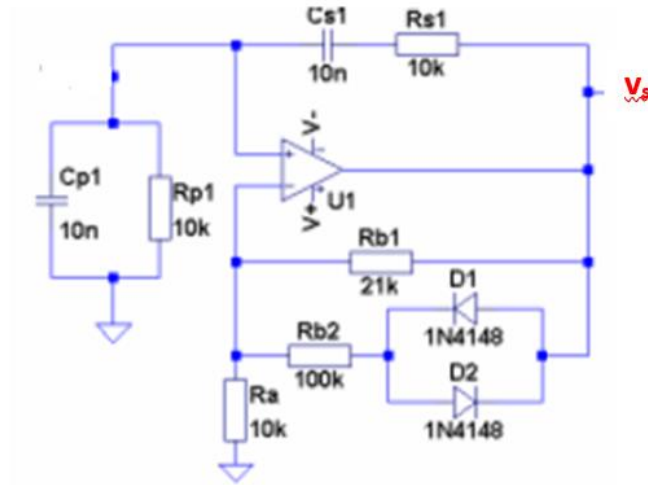 Cs1
10n
Rs1
10k
Vs
Cp1
10n
Rp1
10k
V-
+
−
V+
U1
Rb1
21k
D1
1N4148
Rb2
100k
D2
1N4148
Ra
10k